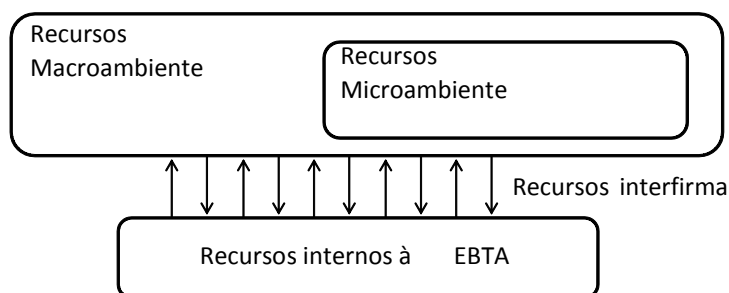 Recursos
Macroambiente
Recursos
Microambiente
Recursos interfirma
Recursos internos à EBTA